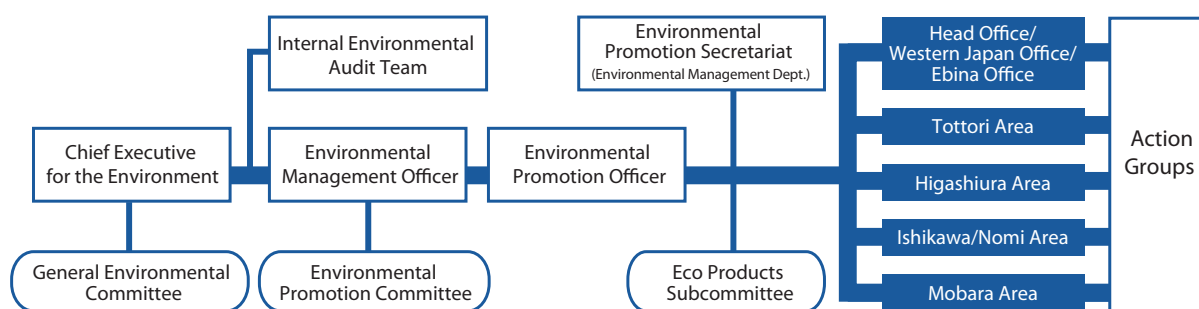 Internal Environmental
Audit Team
Environmental
Promotion Secretariat
(Environmental Management Dept.)
Head Office/
Western Japan Office/
Ebina Office
Tottori Area
Higashiura Area
Ishikawa/Nomi Area
Mobara Area
Action
Groups
Chief Executive
for the Environment
Environmental
Management Officer
Environmental
Promotion Officer
General Environmental
Committee
Environmental
Promotion Committee
Eco Products
Subcommittee